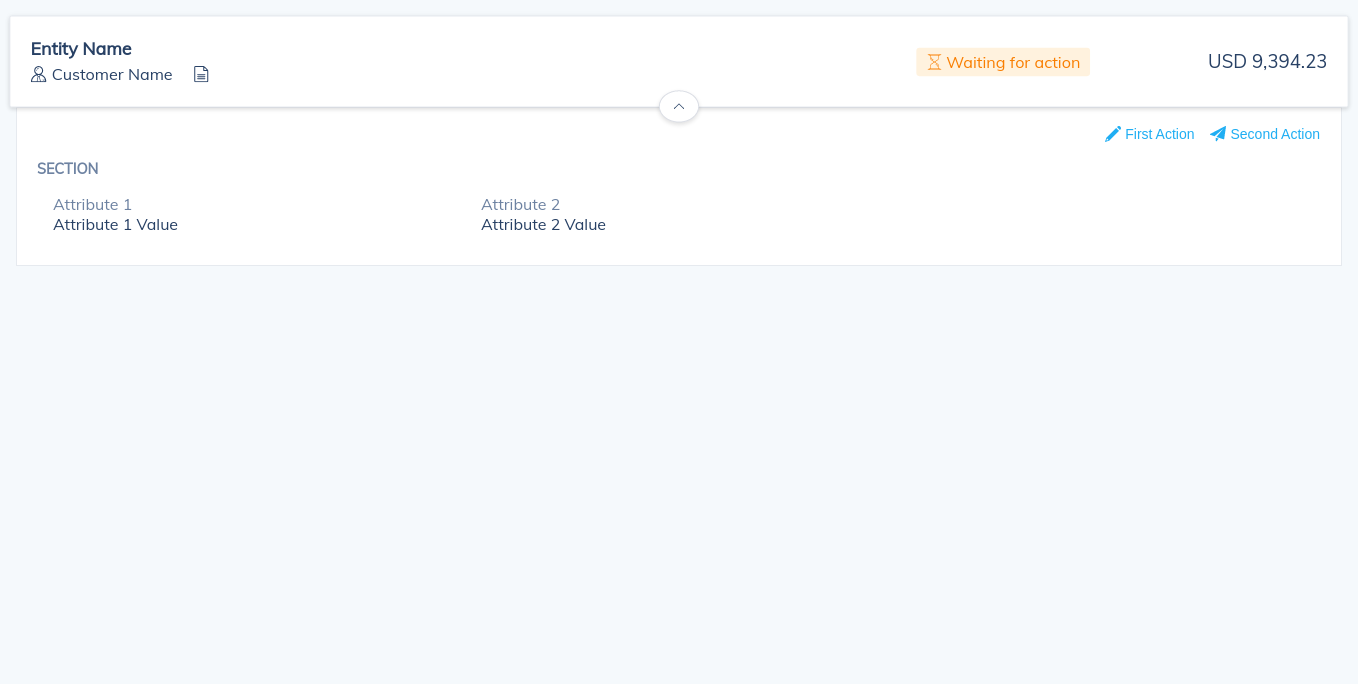 Entity Name
Customer Name
Waiting for action
USD 9,394.23
First Action
Second Action
SECTION
Attribute 1
Attribute 2
Attribute 1 Value
Attribute 2 Value